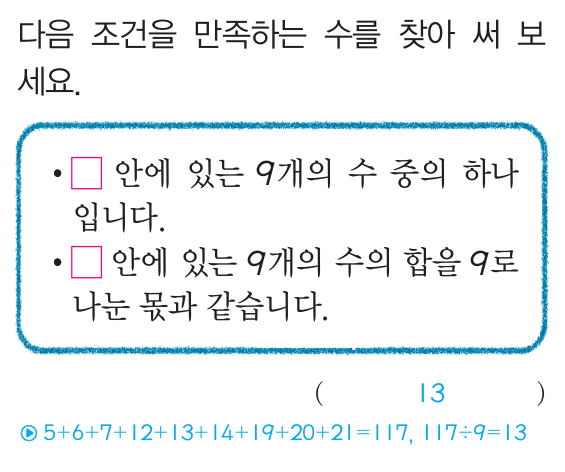 다음 조건을 만족하는 수를 찾아 써 보
세요.
• □ 안에 있는 9개의 수 중의 하나
입니다.
• □ 안에 있는 9개의 수의 합을 9로
나눈 몫과 같습니다.
( 13 )
5+6+7+12+13+14+19+20+21=117, 117÷9=13